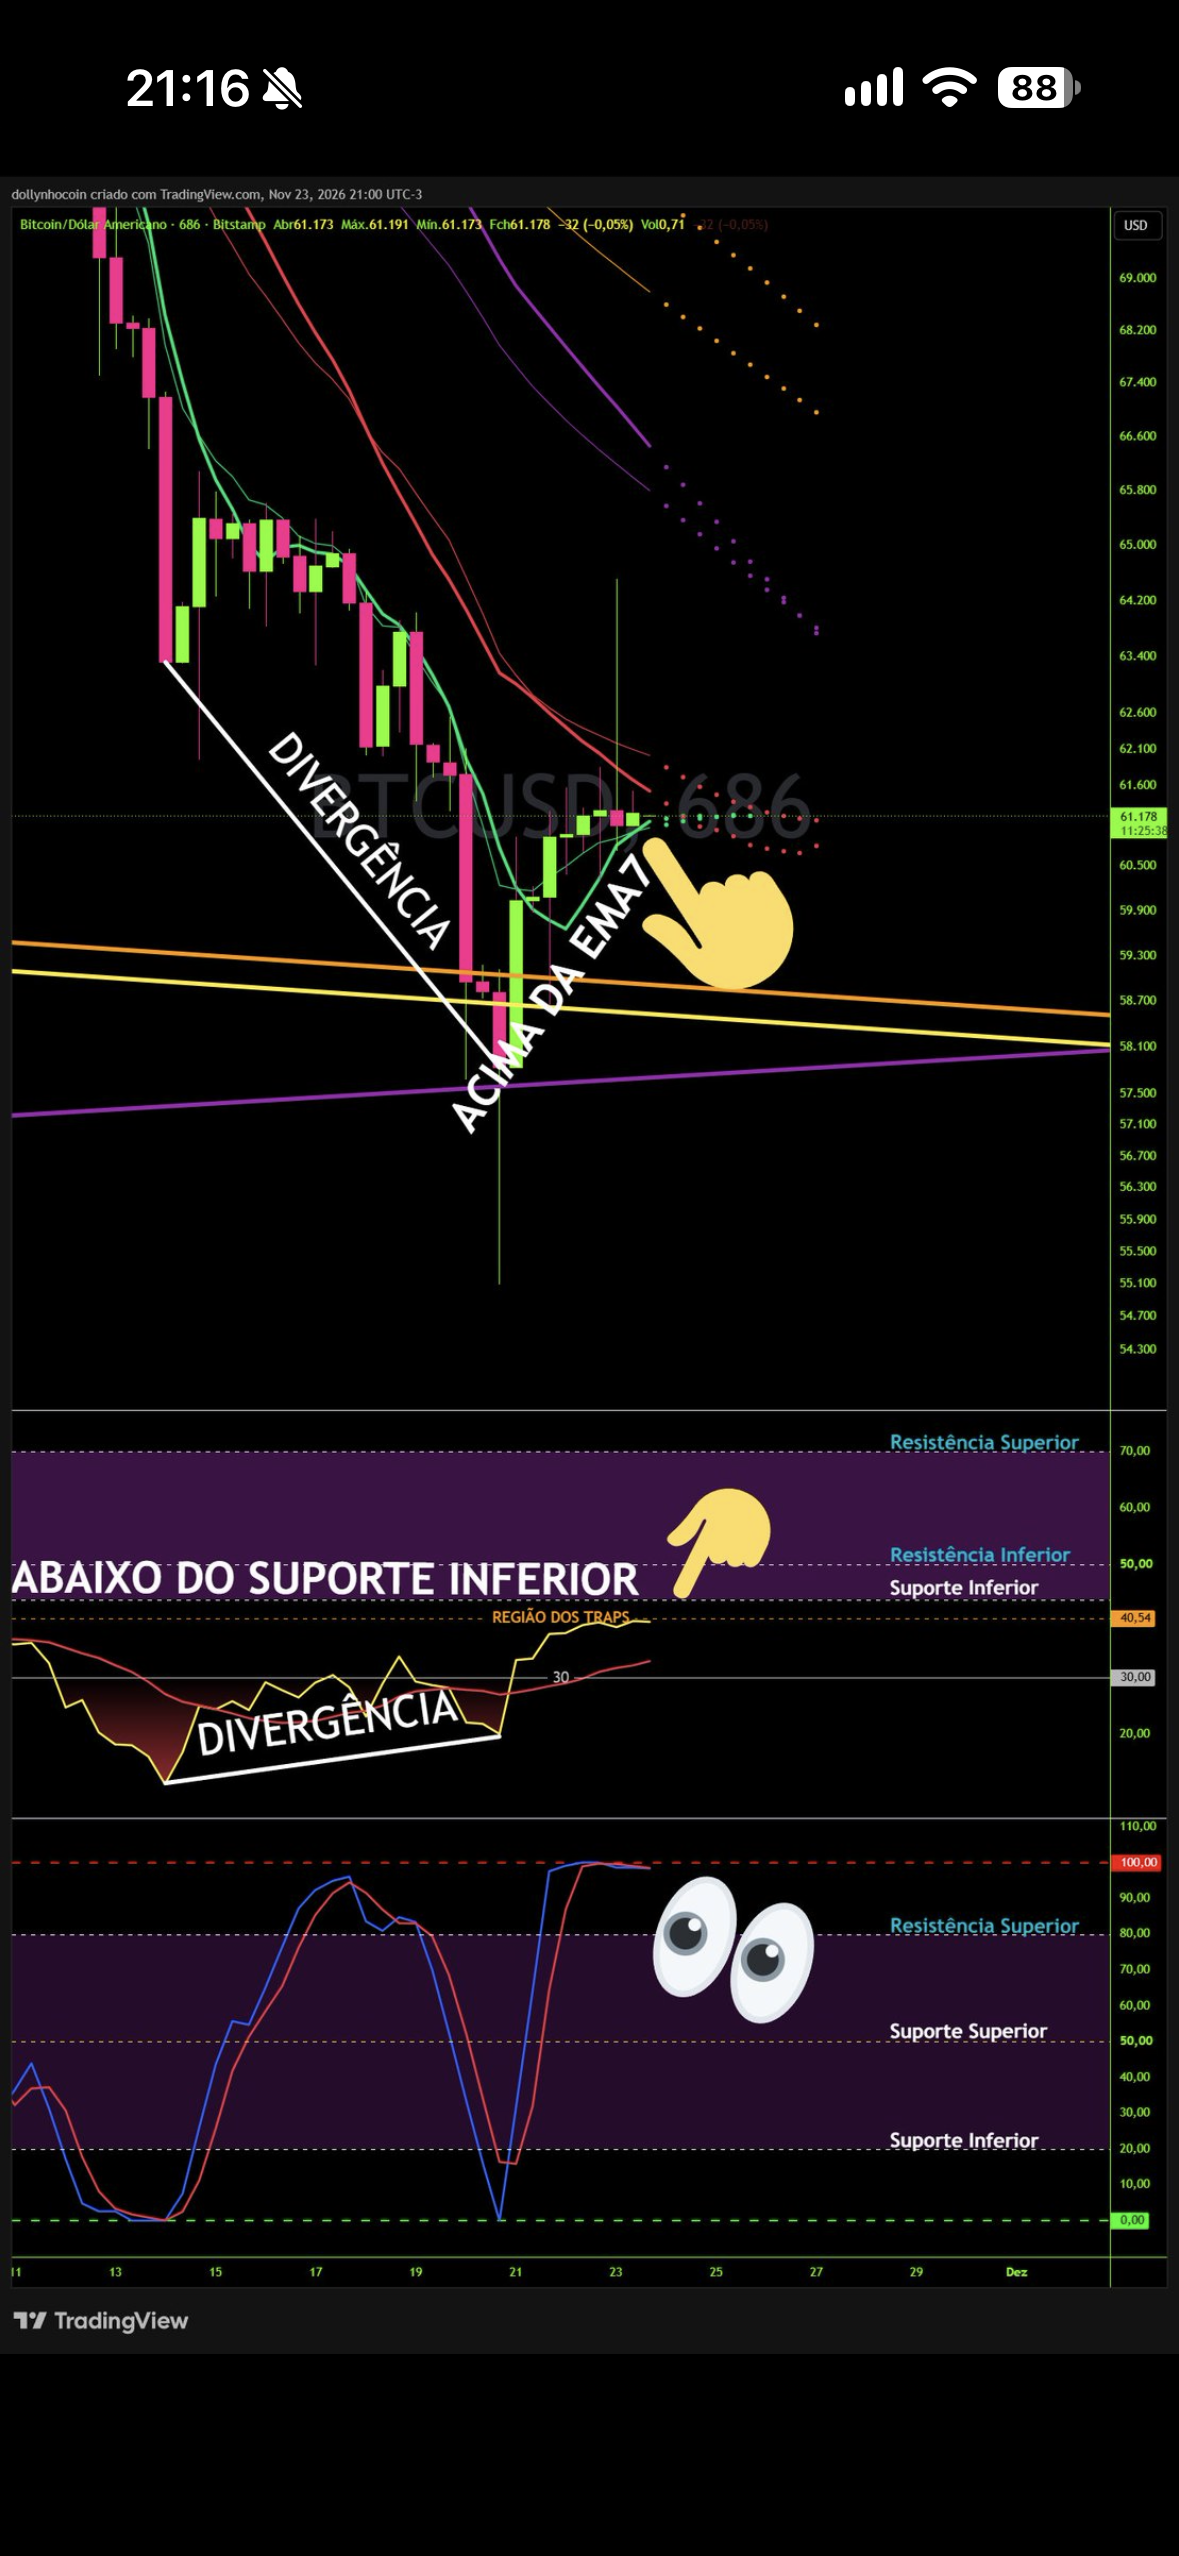 21:16
88
dollynhocoin criado com TradingView.com, Nov 23, 2026 21:00 UTC-3
Bitcoin/Dólar Americano · 686 · Bitstamp Abr61.173 Máx.61.191 Mín.61.173 Fch61.178 −32 (−0,05%) Vol0,71 −32 (−0,05%)
USD
69.000
68.200
67.400
66.600
65.800
65.000
64.200
63.400
62.600
62.100
61.600
BTCUSD, 686
61.178
11:25:38
60.500
59.900
59.300
58.700
58.100
57.500
57.100
56.700
56.300
55.900
55.500
55.100
54.700
54.300
DIVERGÊNCIA
ACIMA DA EMA7
Resistência Superior
70,00
60,00
Resistência Inferior
50,00
ABAIXO DO SUPORTE INFERIOR
Suporte Inferior
REGIÃO DOS TRAPS
40,54
30
30,00
DIVERGÊNCIA
20,00
110,00
100,00
90,00
Resistência Superior
80,00
70,00
60,00
Suporte Superior
50,00
40,00
30,00
Suporte Inferior
20,00
10,00
0,00
11 13 15 17 19 21 23 25 27 29 Dez
TradingView